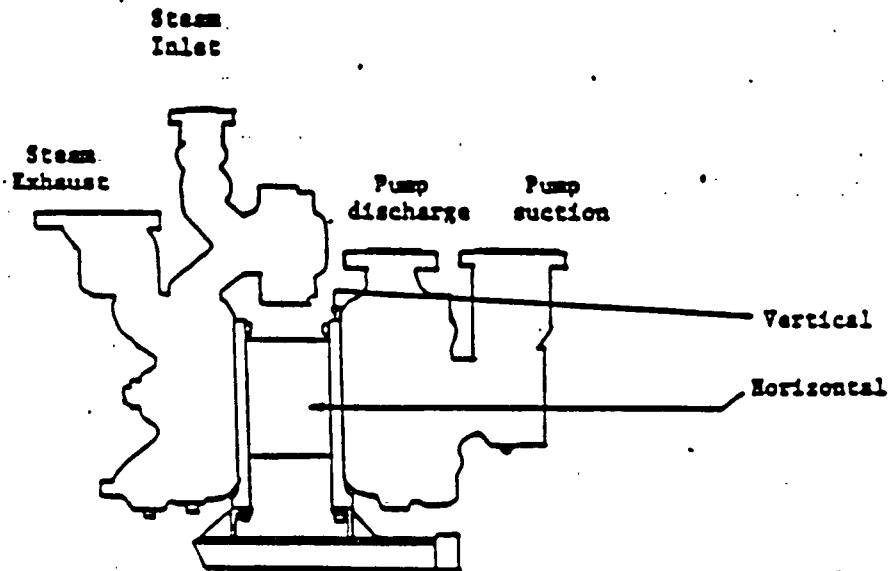 Steam
Inlet
Steam
Exhaust
Pump
discharge
Pump
suction
Vertical
Horizontal